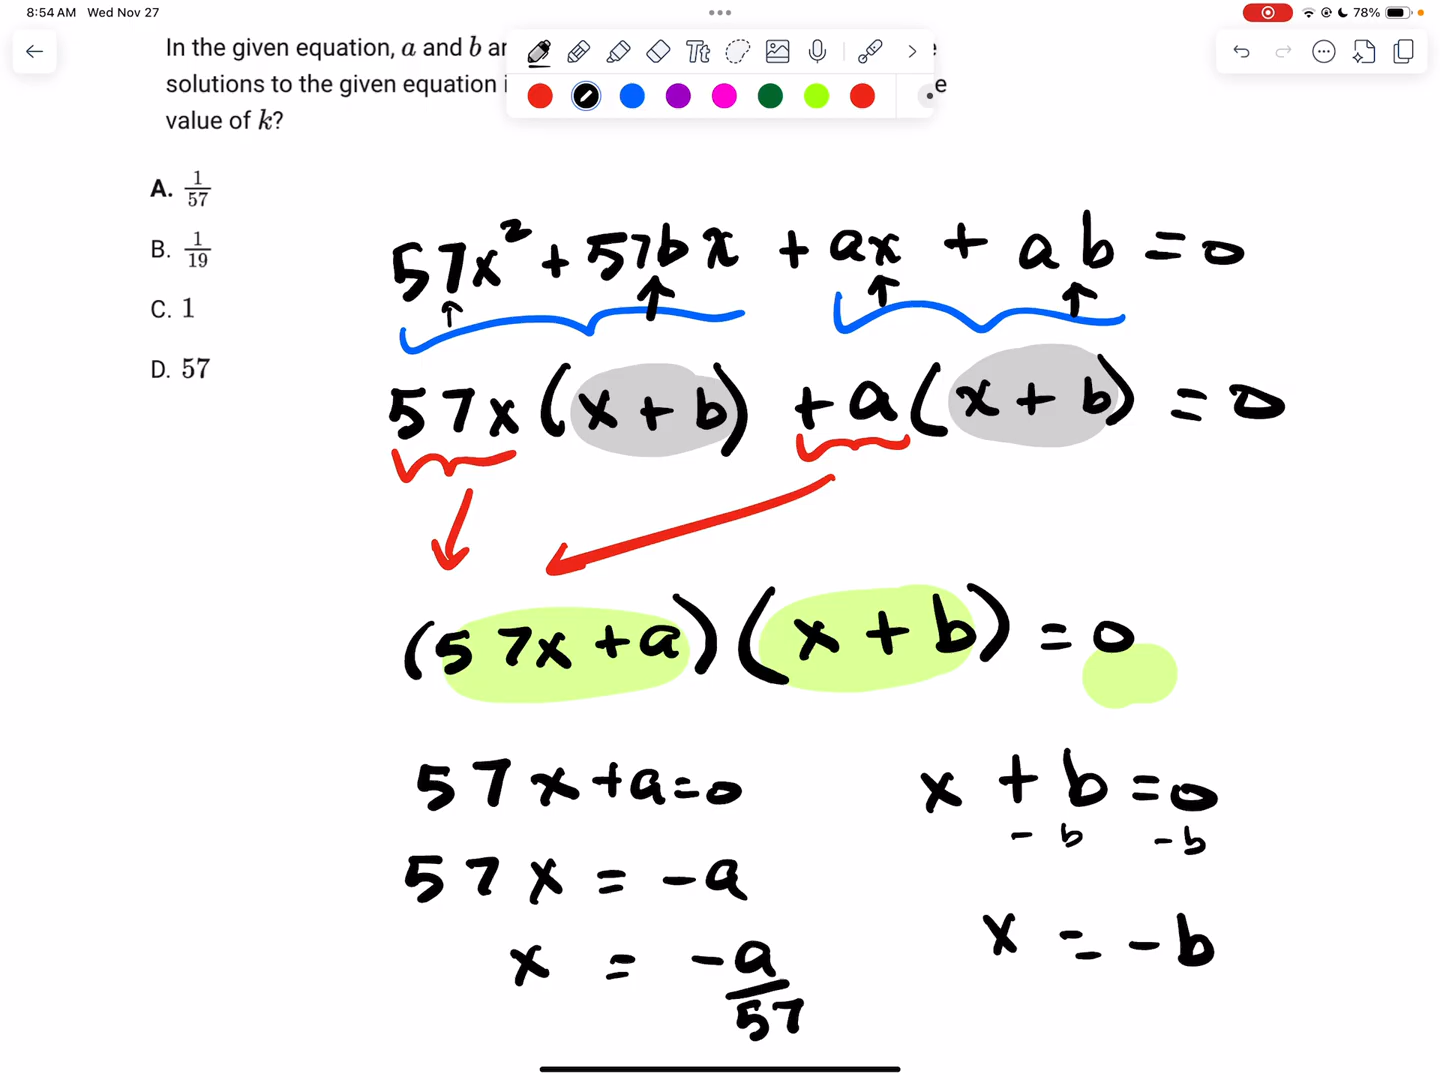 8:54 AM Wed Nov 27
78%
In the given equation, a and b
solutions to the given equation
e
value of k?
A. 1/57
B. 1/19
C. 1
D. 57
Tt
57x² + 57bx + ax + ab = 0
57x(x + b) + a(x + b) = 0
(57x + a)(x + b) = 0
57x + a = 0
x + b = 0
- b - b
57x = -a
x = -a/57
x = -b